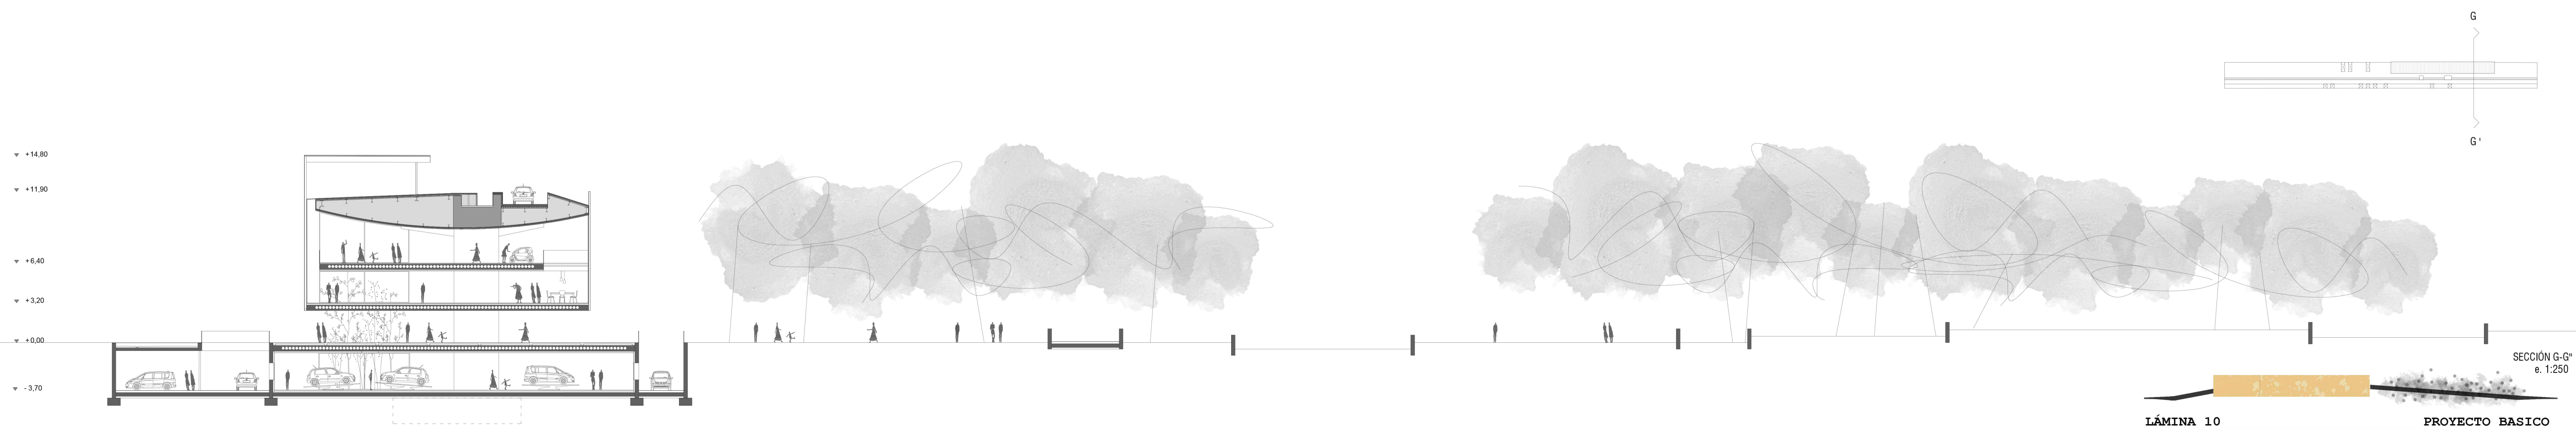 G
G'
+14,80
+11,90
+6,40
+3,20
+0,00
- 3,70
SECCIÓN G-G"
e. 1:250
LÁMINA 10
PROYECTO BASICO